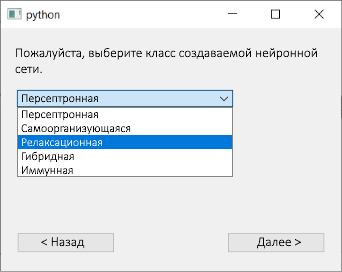 python
Пожалуйста, выберите класс создаваемой нейронной
сети.
Персептронная
Персептронная
Самоорганизующаяся
Релаксационная
Гибридная
Иммунная
< Назад
Далее >